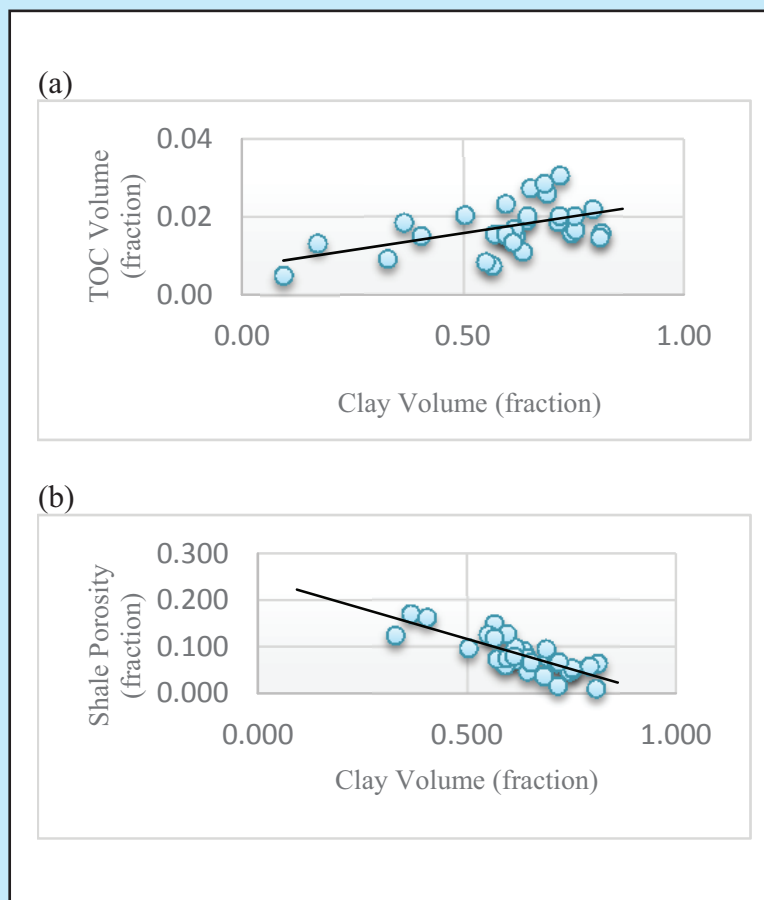 (a)
TOC Volume
(fraction)
0.04
0.02
0.00
0.00 0.50 1.00
Clay Volume (fraction)
(b)
Shale Porosity
(fraction)
0.300
0.200
0.100
0.000
0.000 0.500 1.000
Clay Volume (fraction)